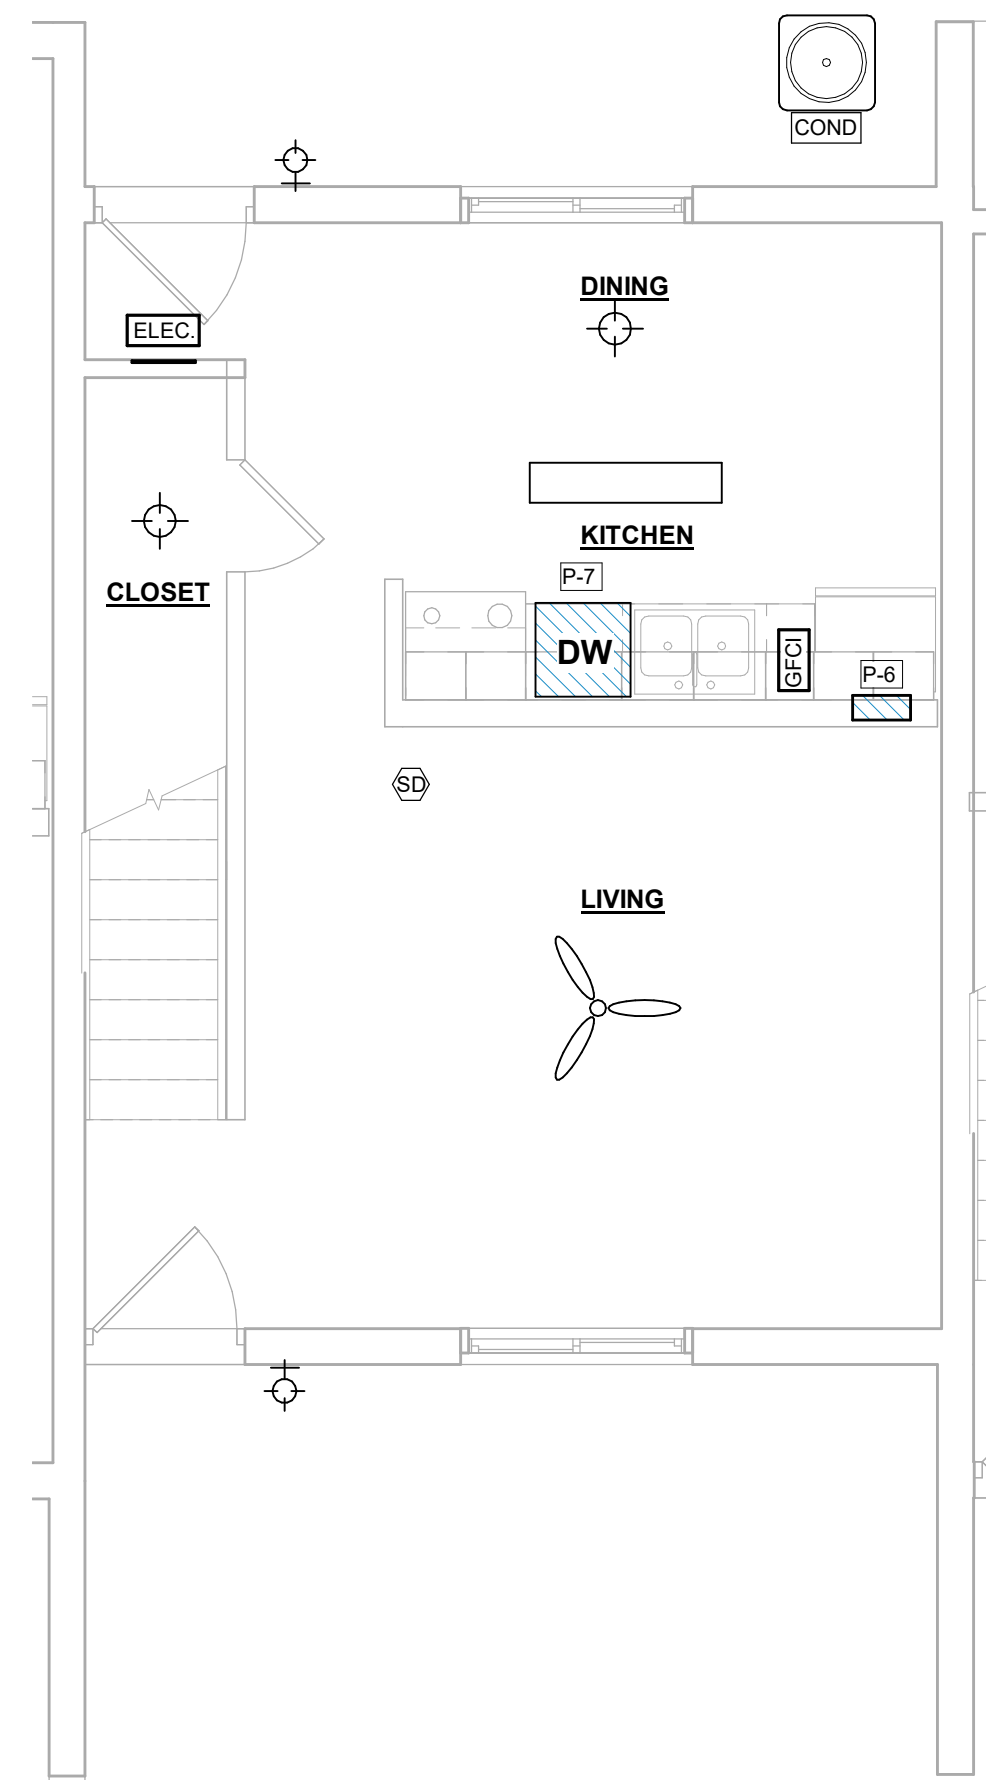 COND
DINING
ELEC.
KITCHEN
P-7
CLOSET
DW
GFCI
P-6
SD
LIVING